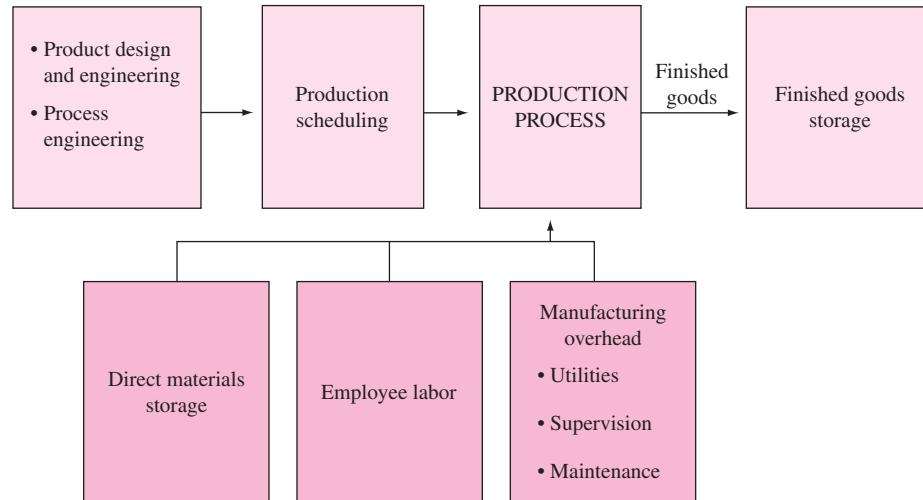 • Product design
and engineering
• Process
engineering
Production
scheduling
PRODUCTION
PROCESS
Finished
goods
Finished goods
storage
Direct materials
storage
Employee labor
Manufacturing
overhead
• Utilities
• Supervision
• Maintenance